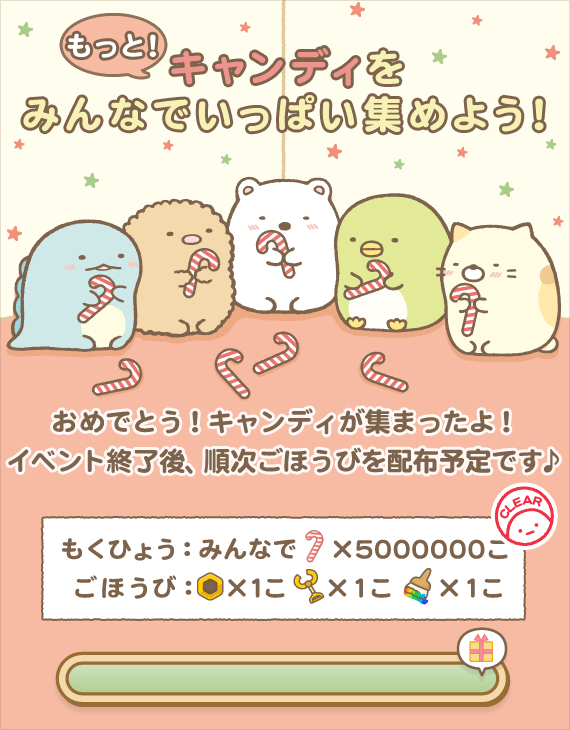 もっと!
キャンディを
みんなでいっぱい集めよう!
おめでとう!キャンディが集まったよ!
イベント終了後、順次ごほうびを配布予定です♪
CLEAR
もくひょう:みんなで ×5000000こ
ごほうび: ×1こ ×1こ ×1こ